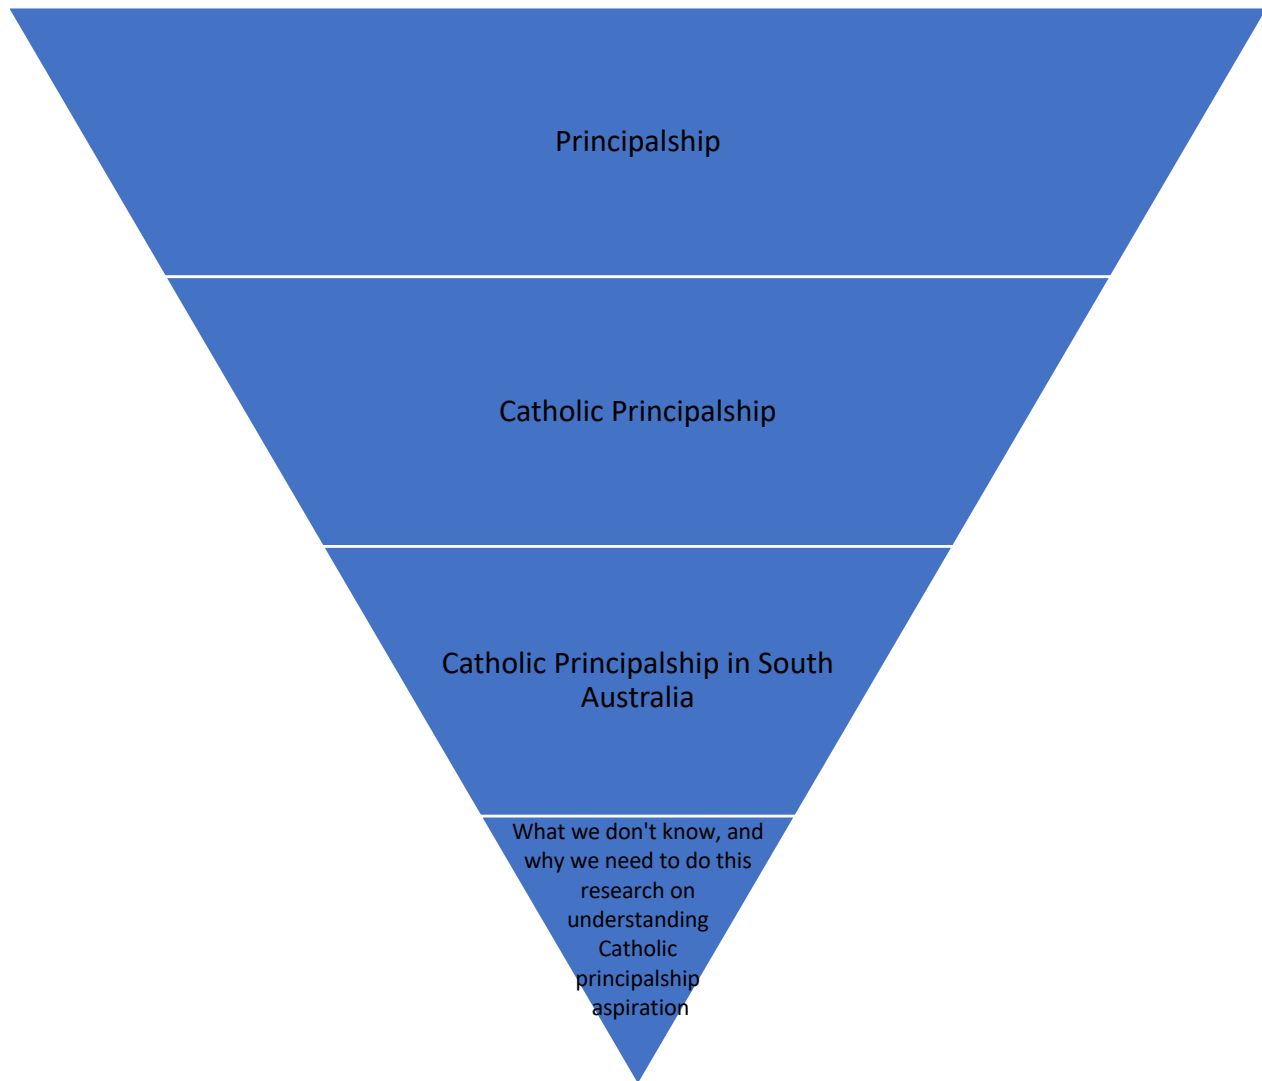 Principalship
Catholic Principalship
Catholic Principalship in South
Australia
What we don't know, and
why we need to do this
research on
understanding
Catholic
principalship
aspiration